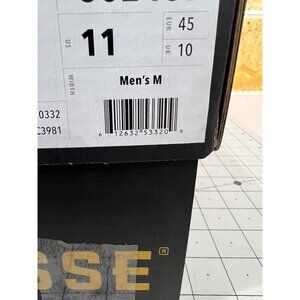 US
11
EUR
45
UK
10
WIDTH
Men's M
0332
C3981
6 12632 53320 9
SSE®